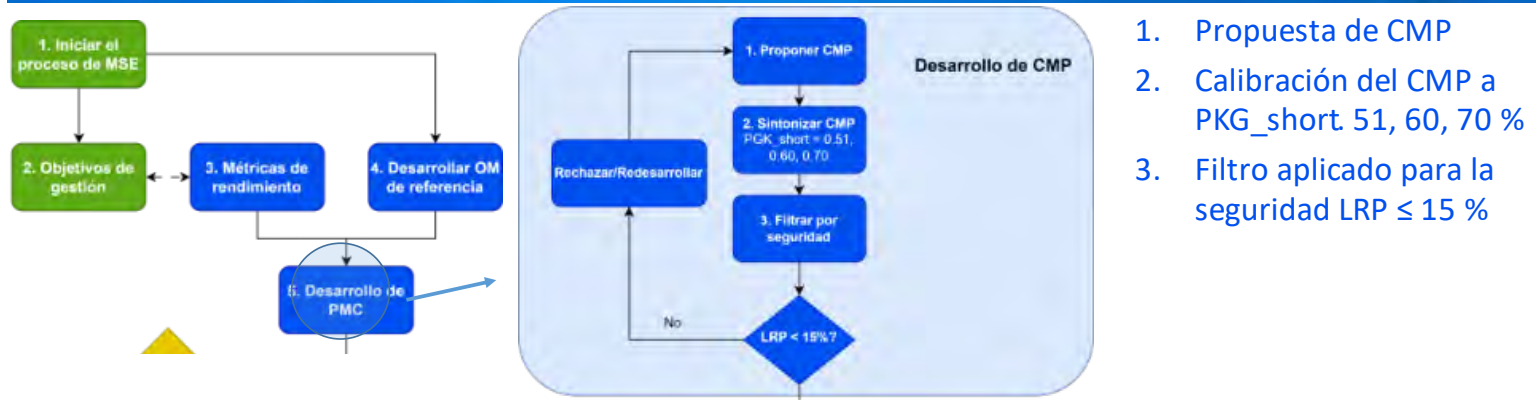 1. Iniciar el
proceso de MSE
2. Objetivos de
gestión
3. Métricas de
rendimiento
4. Desarrollar OM
de referencia
5. Desarrollo de
PMC
Desarrollo de CMP
1. Proponer CMP
2. Sintonizar CMP
PGK_short = 0.51,
0.60, 0.70
Rechazar/Redesarrollar
3. Filtrar por
seguridad
No
LRP < 15%?
1. Propuesta de CMP
2. Calibración del CMP a
PKG_short. 51, 60, 70 %
3. Filtro aplicado para la
seguridad LRP ≤ 15 %